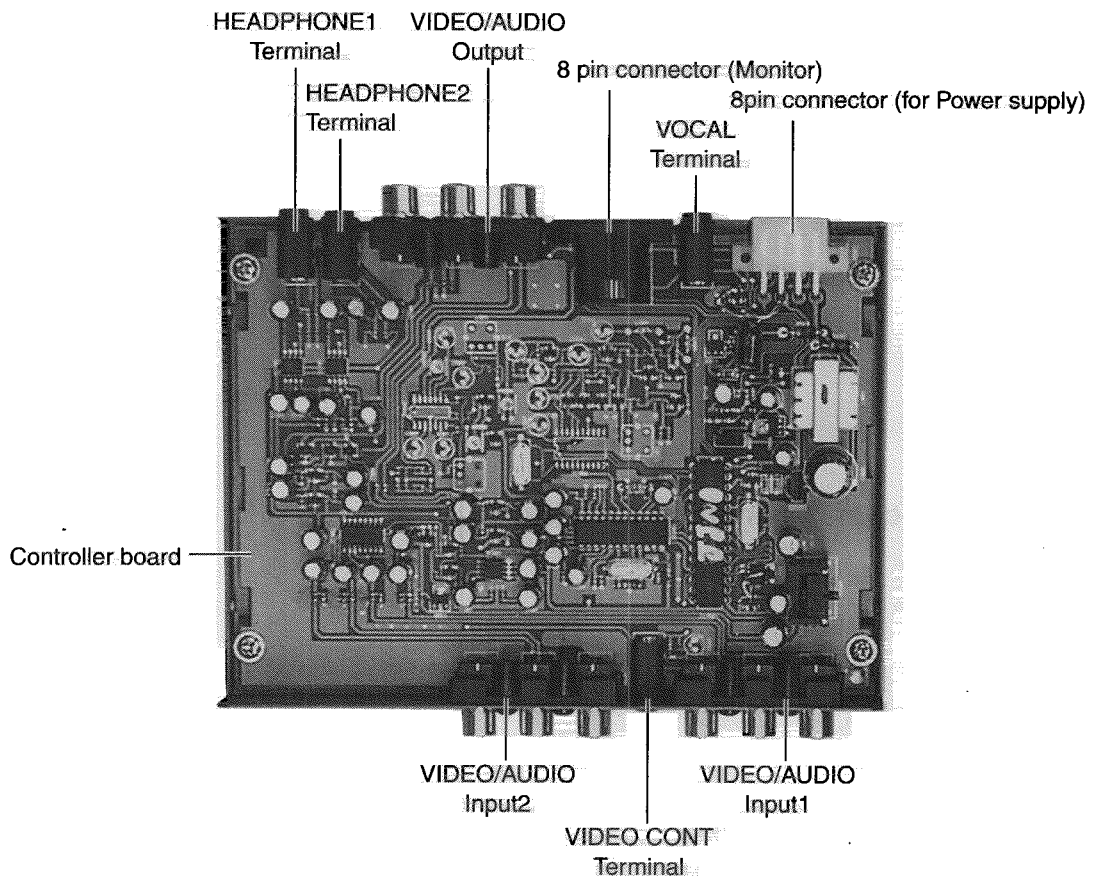 HEADPHONE1
Terminal
VIDEO/AUDIO
Output
HEADPHONE2
Terminal
8 pin connector (Monitor)
8pin connector (for Power supply)
VOCAL
Terminal
Controller board
VIDEO/AUDIO
Input2
VIDEO/AUDIO
Input1
VIDEO CONT
Terminal